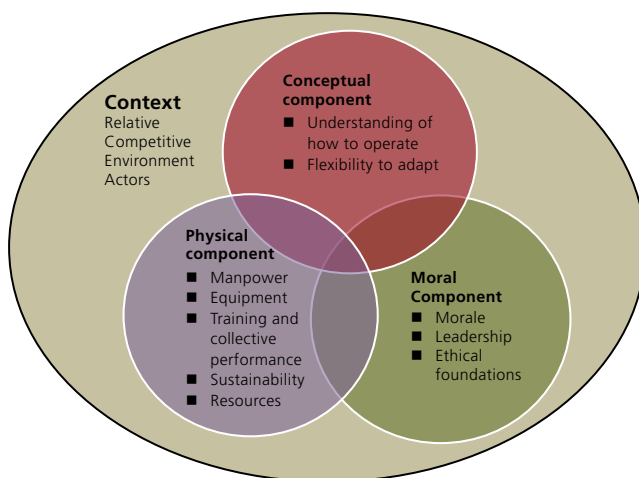 Context
Relative
Competitive
Environment
Actors
Conceptual
component
■ Understanding of
how to operate
■ Flexibility to adapt
Physical
component
■ Manpower
■ Equipment
■ Training and
collective
performance
■ Sustainability
■ Resources
Moral
Component
■ Morale
■ Leadership
■ Ethical
foundations